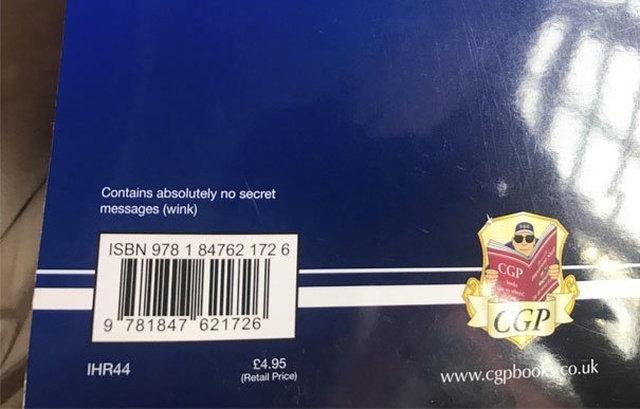 Contains absolutely no secret
messages (wink)
ISBN 978 1 84762 172 6
9 781847 621726
IHR44
£4.95
(Retail Price)
CGP
CGP
www.cgpbooks.co.uk